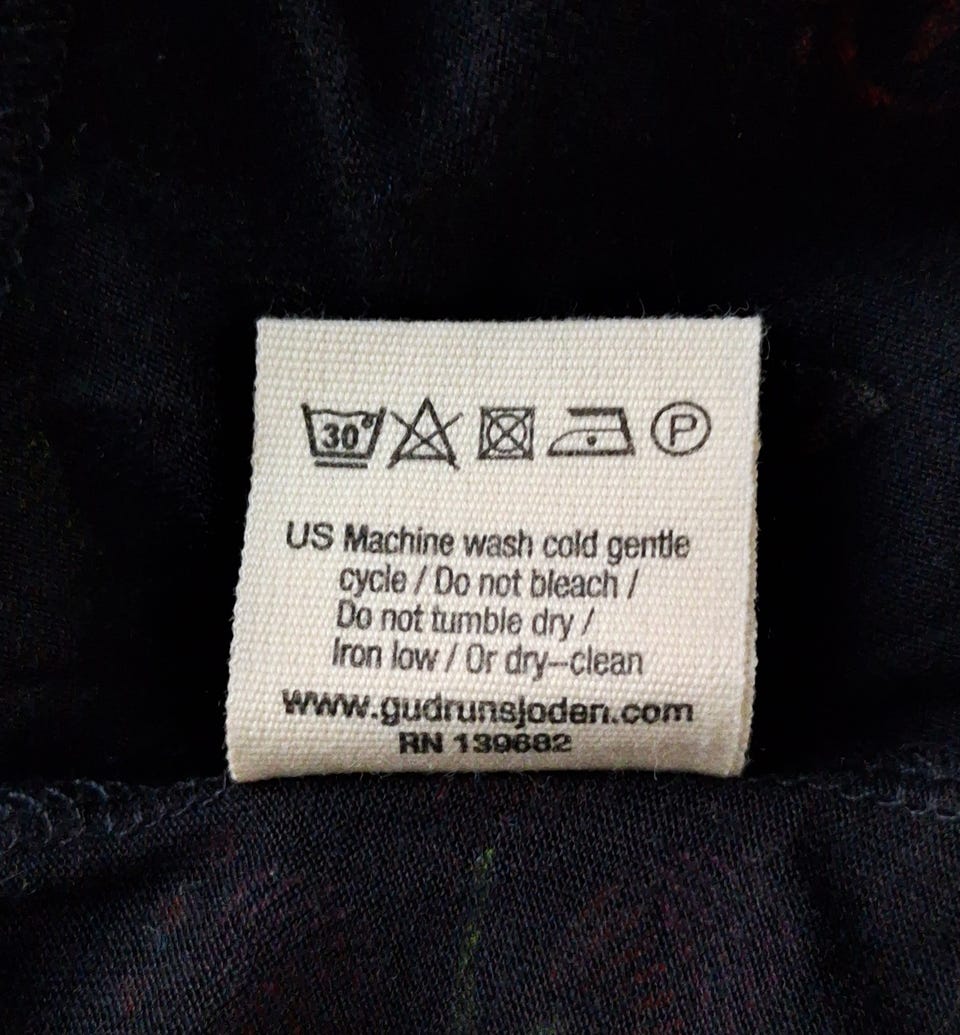 30°
P
US Machine wash cold gentle
cycle / Do not bleach /
Do not tumble dry /
Iron low / Or dry–clean
www.gudrunsjoden.com
RN 139682